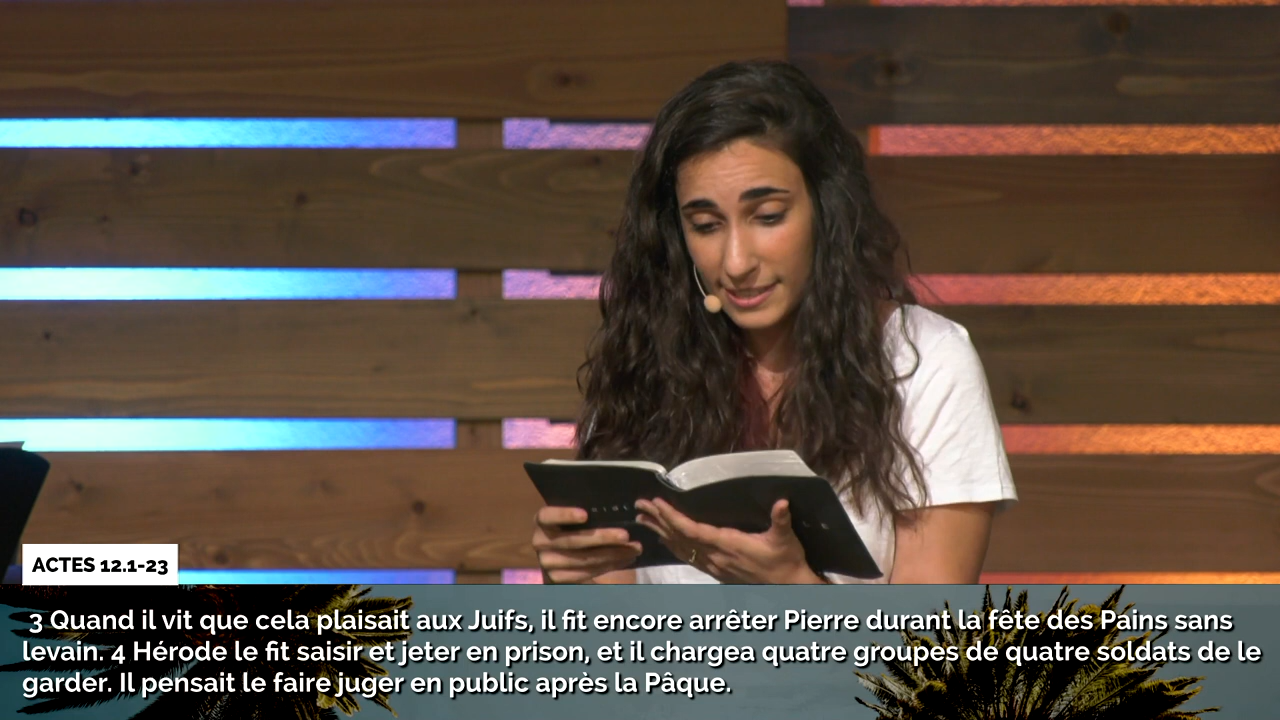 ACTES 12.1-23
3 Quand il vit que cela plaisait aux Juifs, il fit encore arrêter Pierre durant la fête des Pains sans
levain. 4 Hérode le fit saisir et jeter en prison, et il chargea quatre groupes de quatre soldats de le
garder. Il pensait le faire juger en public après la Pâque.